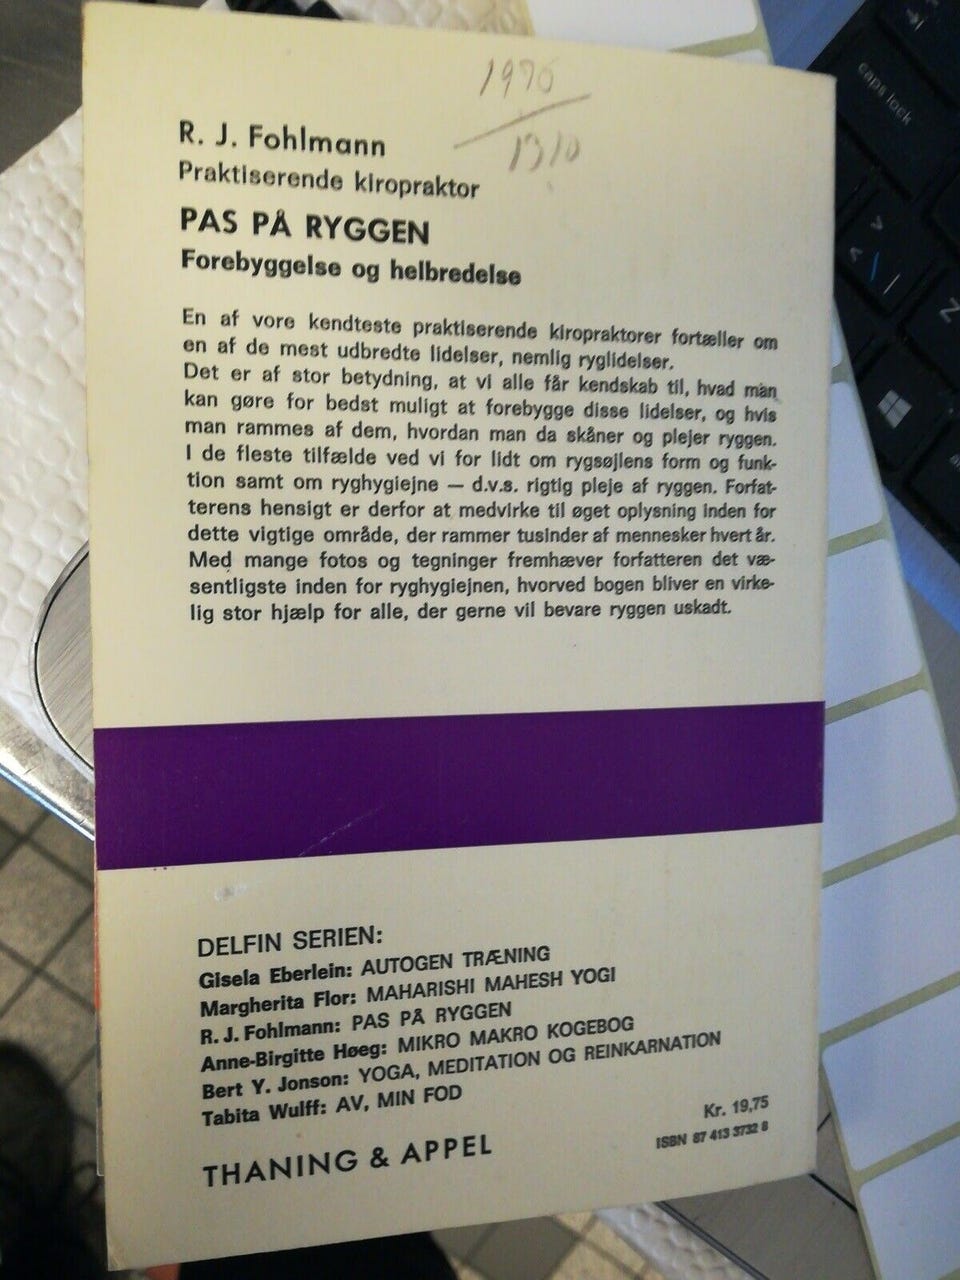 1976
1310
R. J. Fohlmann
Praktiserende kiropraktor
PAS PÅ RYGGEN
Forebyggelse og helbredelse
En af vore kendteste praktiserende kiropraktorer fortæller om
en af de mest udbredte lidelser, nemlig ryglidelser.
Det er af stor betydning, at vi alle får kendskab til, hvad man
kan gøre for bedst muligt at forebygge disse lidelser, og hvis
man rammes af dem, hvordan man da skåner og plejer ryggen.
I de fleste tilfælde ved vi for lidt om rygsøjlens form og funk-
tion samt om ryghygiejne — d.v.s. rigtig pleje af ryggen. Forfat-
terens hensigt er derfor at medvirke til øget oplysning inden for
dette vigtige område, der rammer tusinder af mennesker hvert år.
Med mange fotos og tegninger fremhæver forfatteren det væ-
sentligste inden for ryghygiejnen, hvorved bogen bliver en virke-
lig stor hjælp for alle, der gerne vil bevare ryggen uskadt.
DELFIN SERIEN:
Gisela Eberlein: AUTOGEN TRÆNING
Margherita Flor: MAHARISHI MAHESH YOGI
R. J. Fohlmann: PAS PÅ RYGGEN
Anne-Birgitte Høeg: MIKRO MAKRO KOGEBOG
Bert Y. Jonson: YOGA, MEDITATION OG REINKARNATION
Tabita Wulff: AV, MIN FOD
Kr. 19,75
ISBN 87 413 3732 8
THANING & APPEL
caps lock
> <
\ |
Z